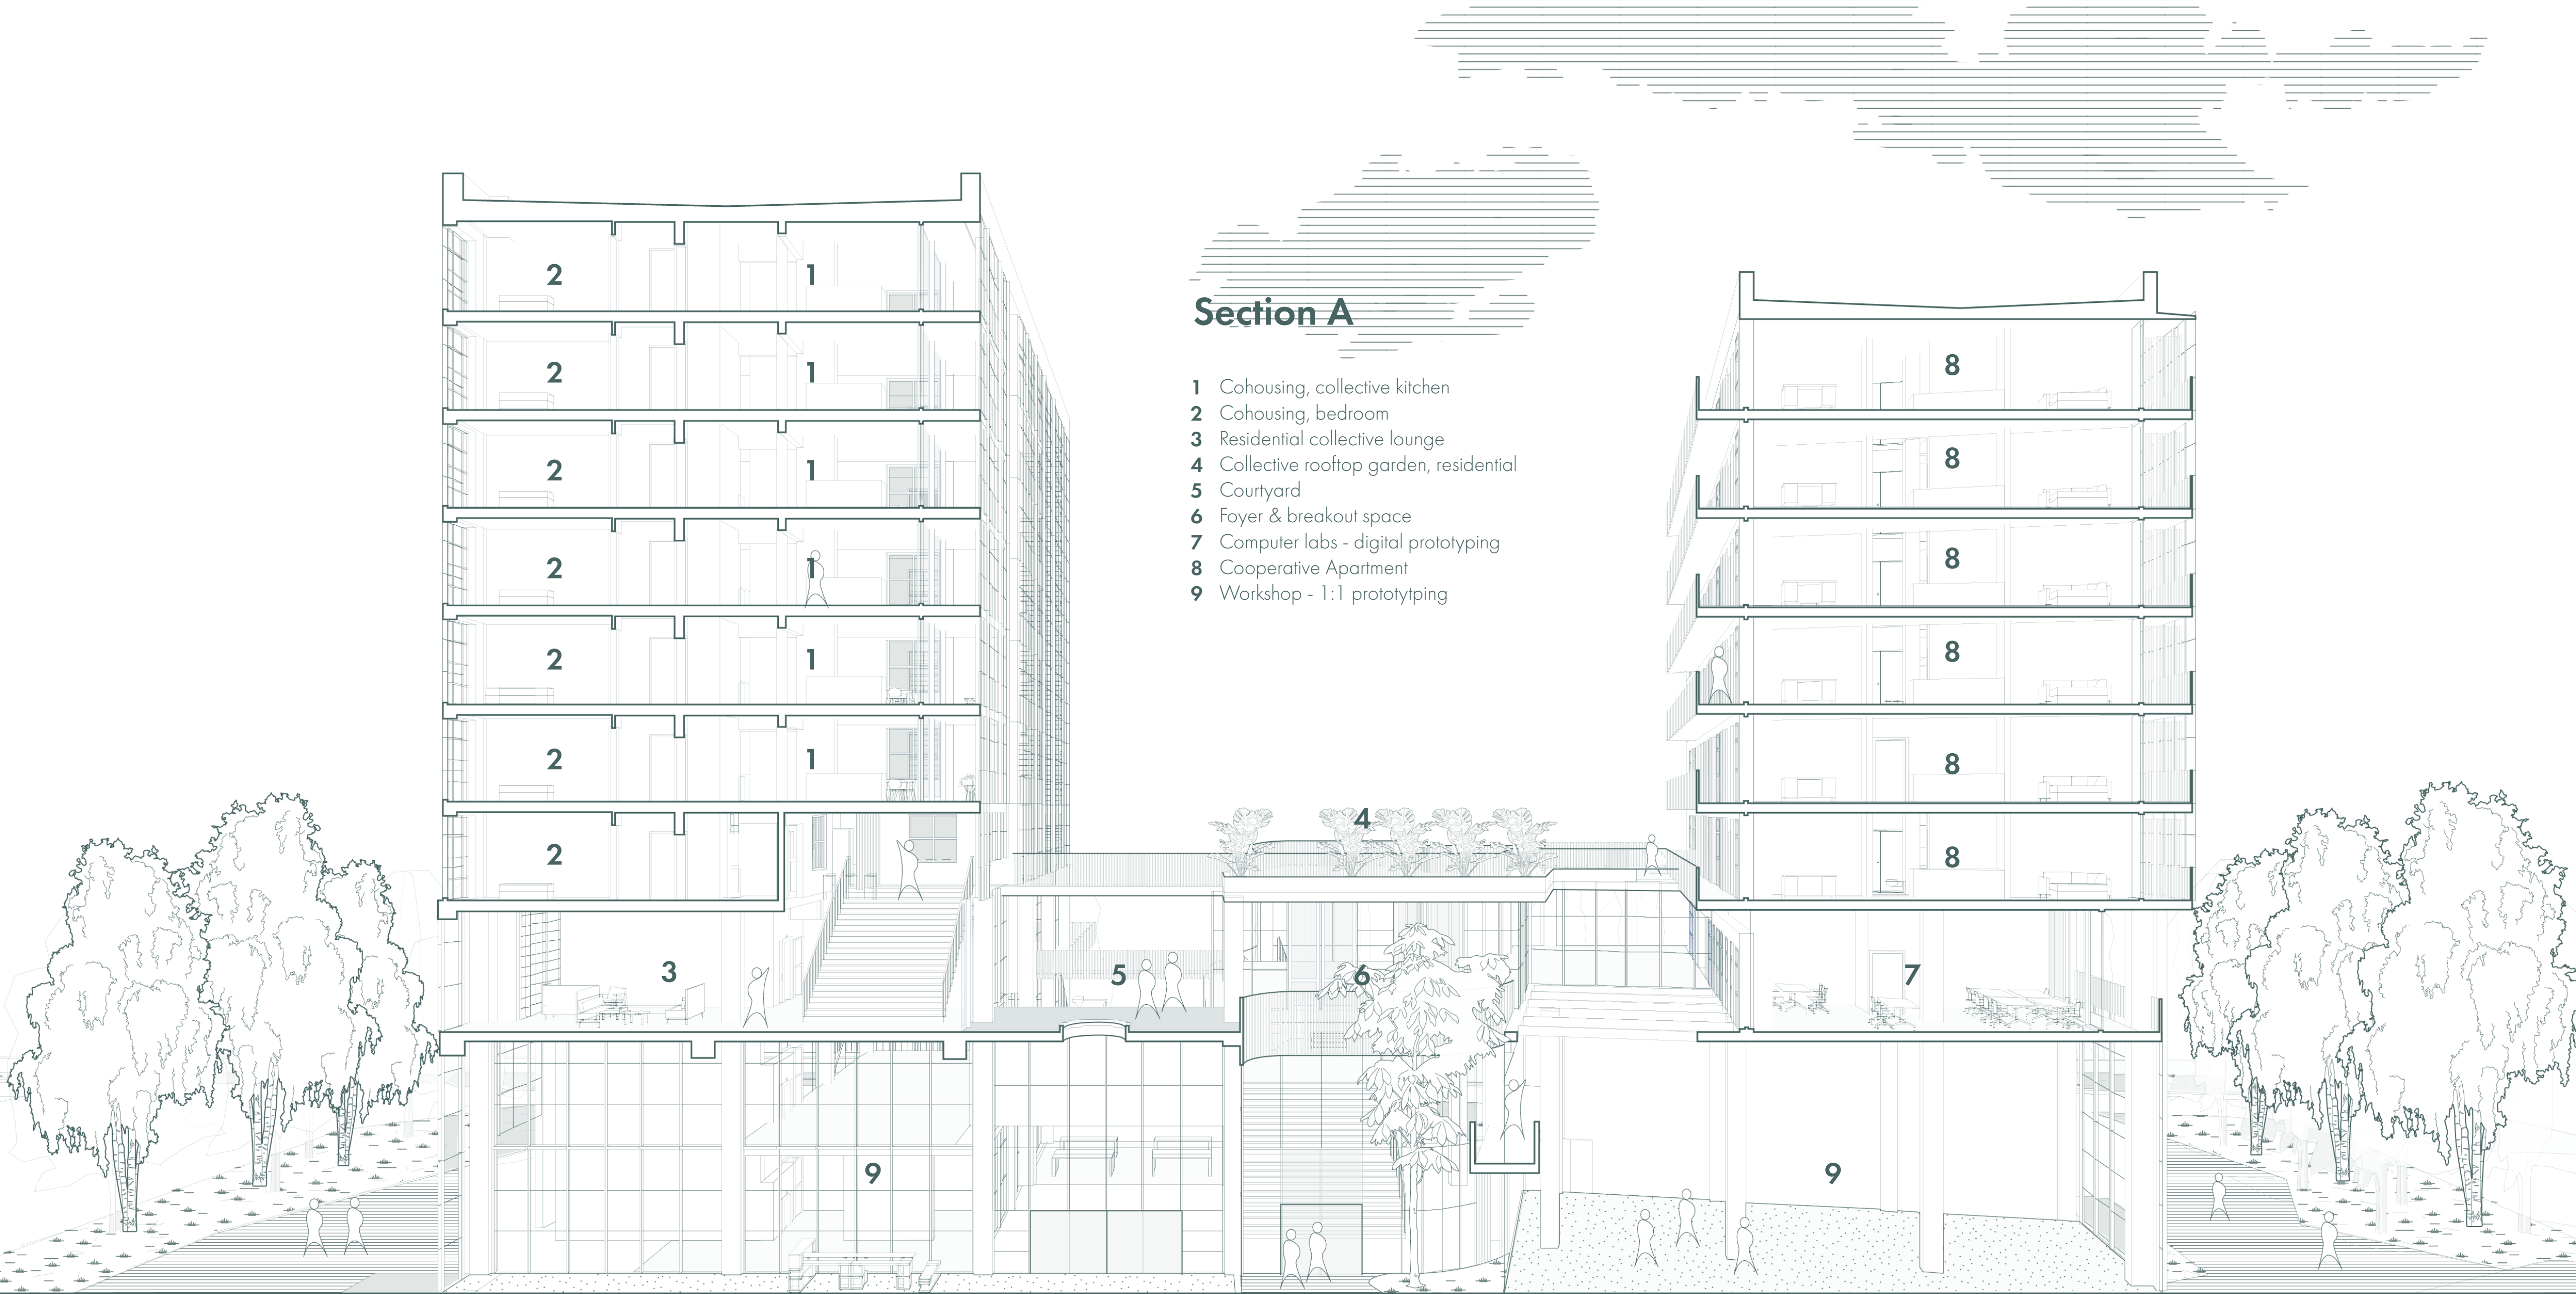 2 1
Section A
8
2 1
1 Cohousing, collective kitchen
2 Cohousing, bedroom
3 Residential collective lounge
4 Collective rooftop garden, residential
5 Courtyard
6 Foyer & breakout space
7 Computer labs - digital prototyping
8 Cooperative Apartment
9 Workshop - 1:1 prototytping
8
2 1
8
2 1
8
2 1
8
2 1
8
4
2
8
3
5
6
7
9
9